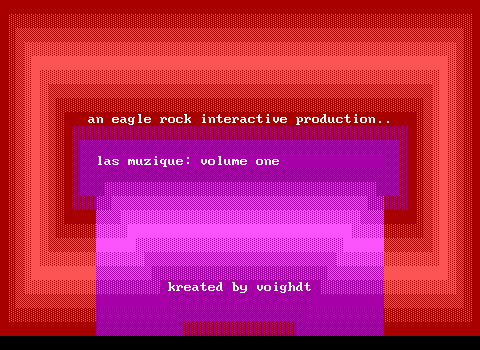 an eagle rock interactive production..
las muzique: volume one
kreated by voighdt